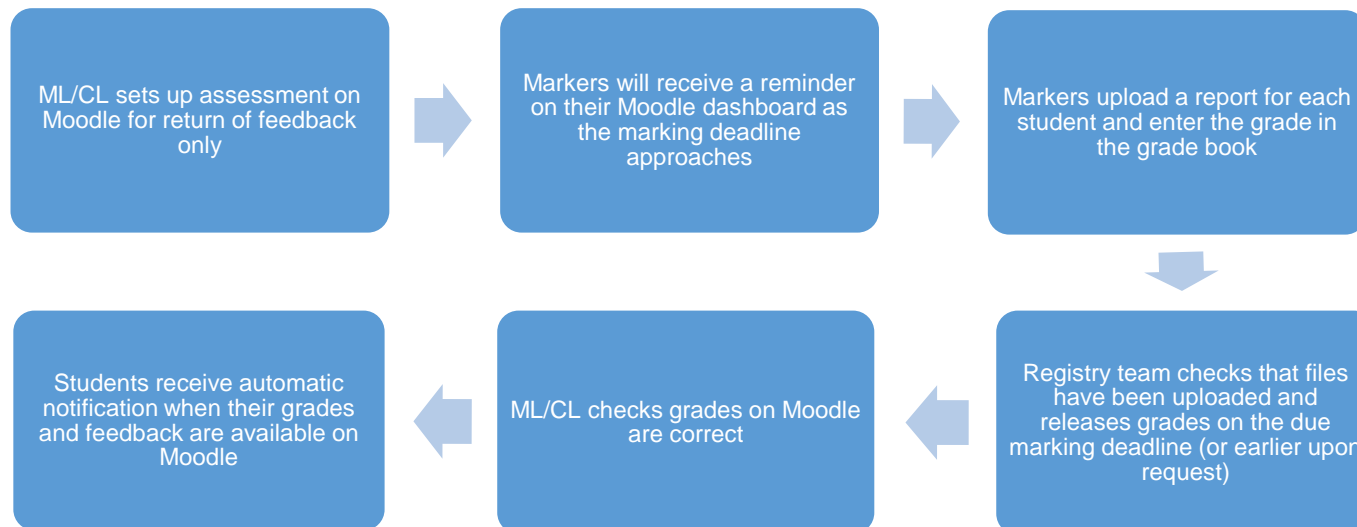 ML/CL sets up assessment on
Moodle for return of feedback
only
Markers will receive a reminder
on their Moodle dashboard as
the marking deadline
approaches
Markers upload a report for each
student and enter the grade in
the grade book
Registry team checks that files
have been uploaded and
releases grades on the due
marking deadline (or earlier upon
request)
ML/CL checks grades on Moodle
are correct
Students receive automatic
notification when their grades
and feedback are available on
Moodle